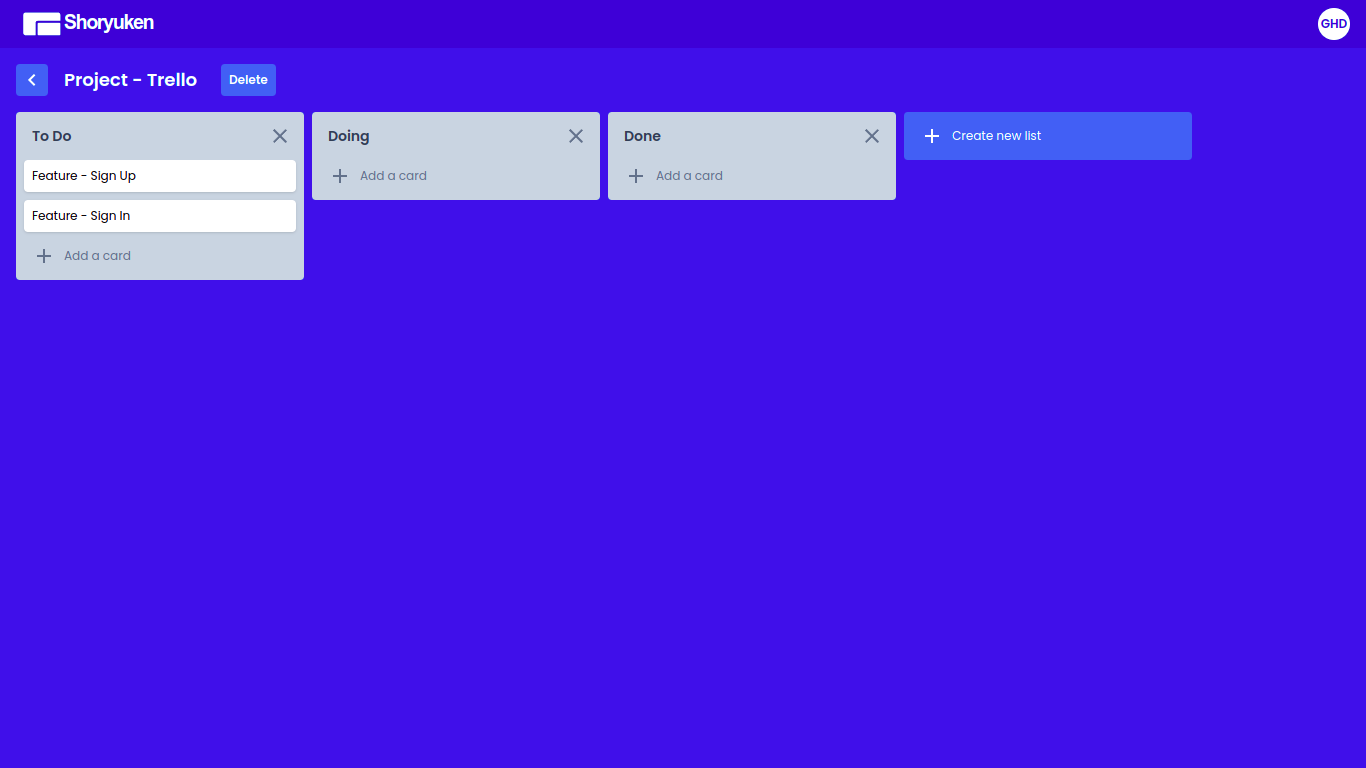 Shoryuken
GHD
Project - Trello
Delete
To Do
Feature - Sign Up
Feature - Sign In
Add a card
Doing
Add a card
Done
Add a card
Create new list